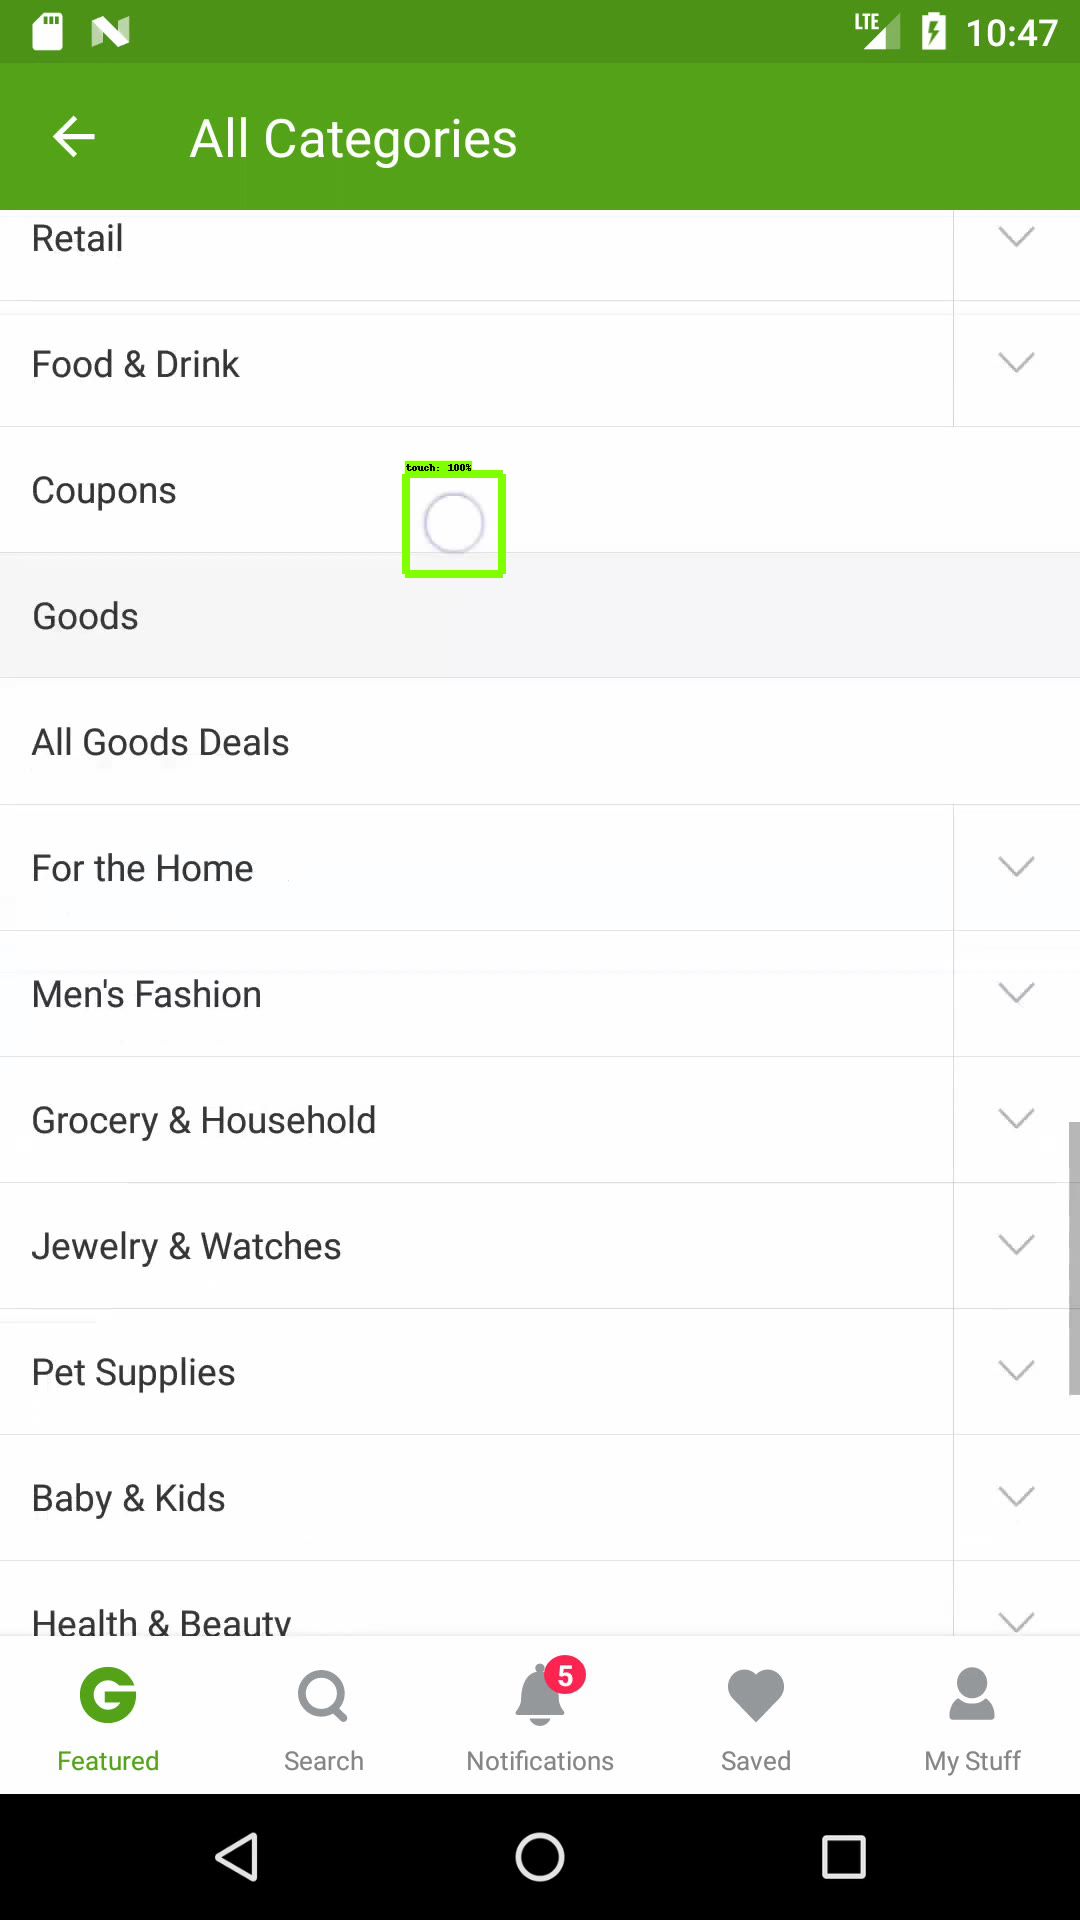 LTE 10:47
All Categories
Retail
Food & Drink
touch: 100%
Coupons
Goods
All Goods Deals
For the Home
Men's Fashion
Grocery & Household
Jewelry & Watches
Pet Supplies
Baby & Kids
Health & Beauty
5
Featured Search Notifications Saved My Stuff